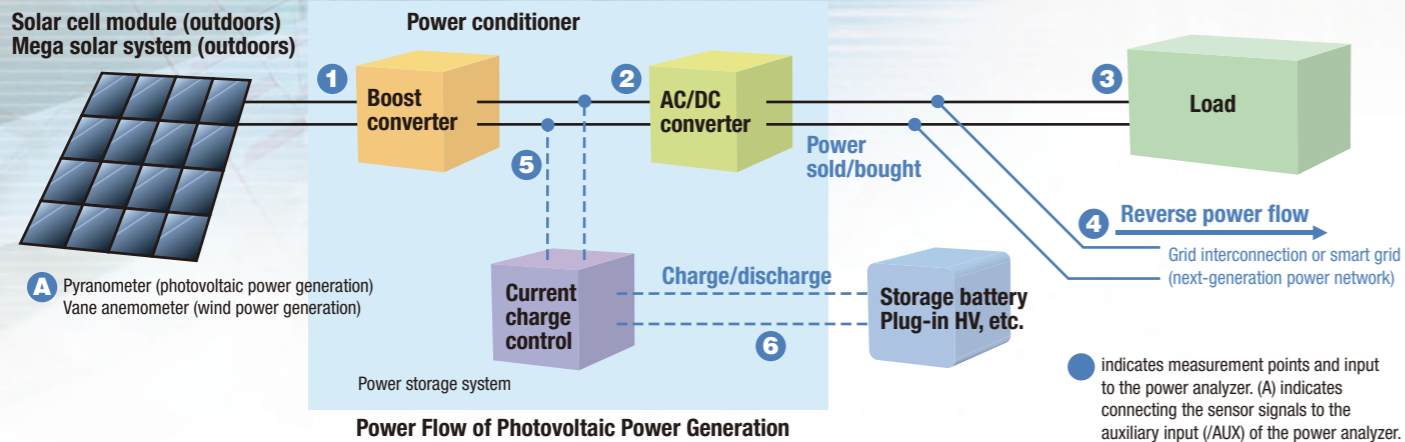 Solar cell module (outdoors)
Mega solar system (outdoors)
Power conditioner
1
Boost
converter
2
AC/DC
converter
3
Load
5
Power
sold/bought
4
Reverse power flow
Grid interconnection or smart grid
(next-generation power network)
A
Pyranometer (photovoltaic power generation)
Vane anemometer (wind power generation)
Current
charge
control
Charge/discharge
6
Storage battery
Plug-in HV, etc.
Power storage system
Power Flow of Photovoltaic Power Generation
indicates measurement points and input
to the power analyzer. (A) indicates
connecting the sensor signals to the
auxiliary input (/AUX) of the power analyzer.